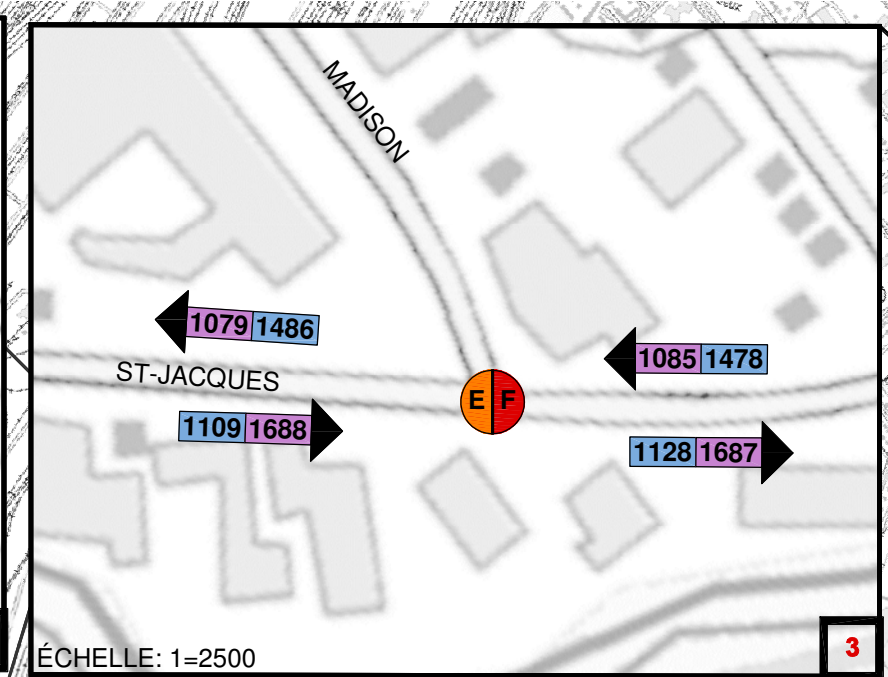 MADISON
1079 1486
1085 1478
ST-JACQUES
E F
1109 1688
1128 1687
ÉCHELLE: 1=2500
3